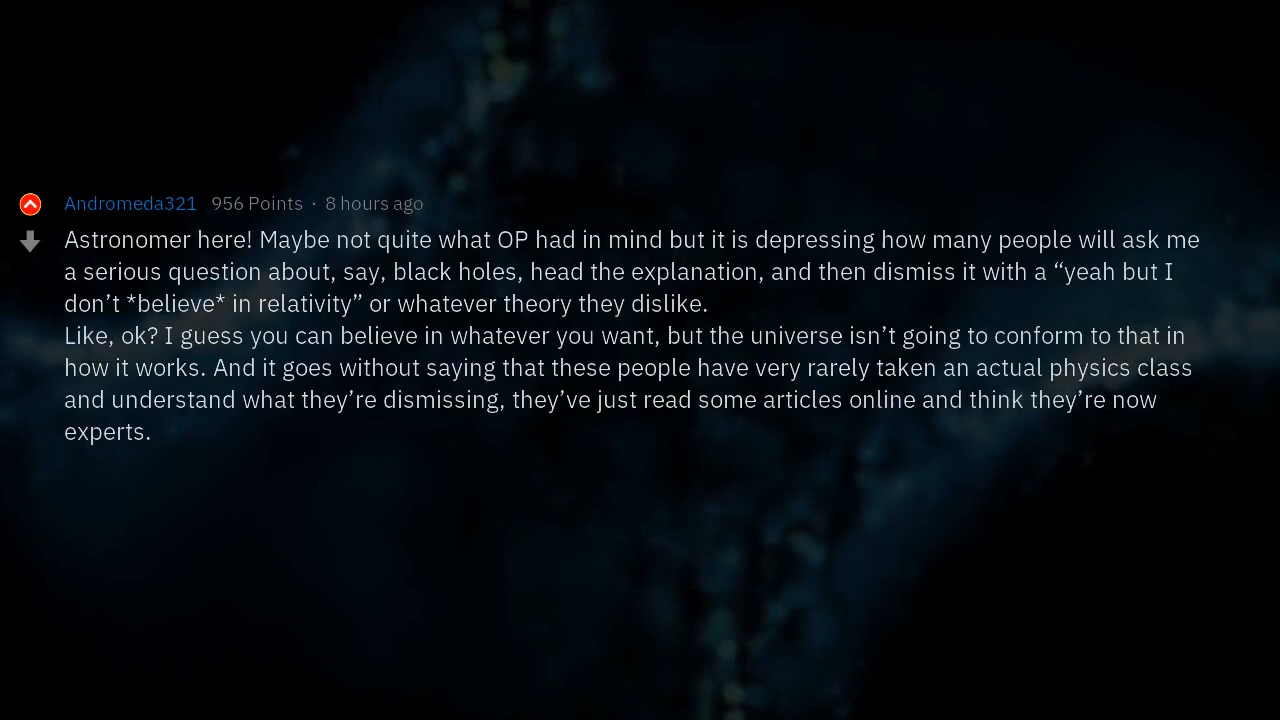 Andromeda321 956 Points · 8 hours ago
Astronomer here! Maybe not quite what OP had in mind but it is depressing how many people will ask me
a serious question about, say, black holes, head the explanation, and then dismiss it with a “yeah but I
don’t *believe* in relativity” or whatever theory they dislike.
Like, ok? I guess you can believe in whatever you want, but the universe isn’t going to conform to that in
how it works. And it goes without saying that these people have very rarely taken an actual physics class
and understand what they’re dismissing, they’ve just read some articles online and think they’re now
experts.